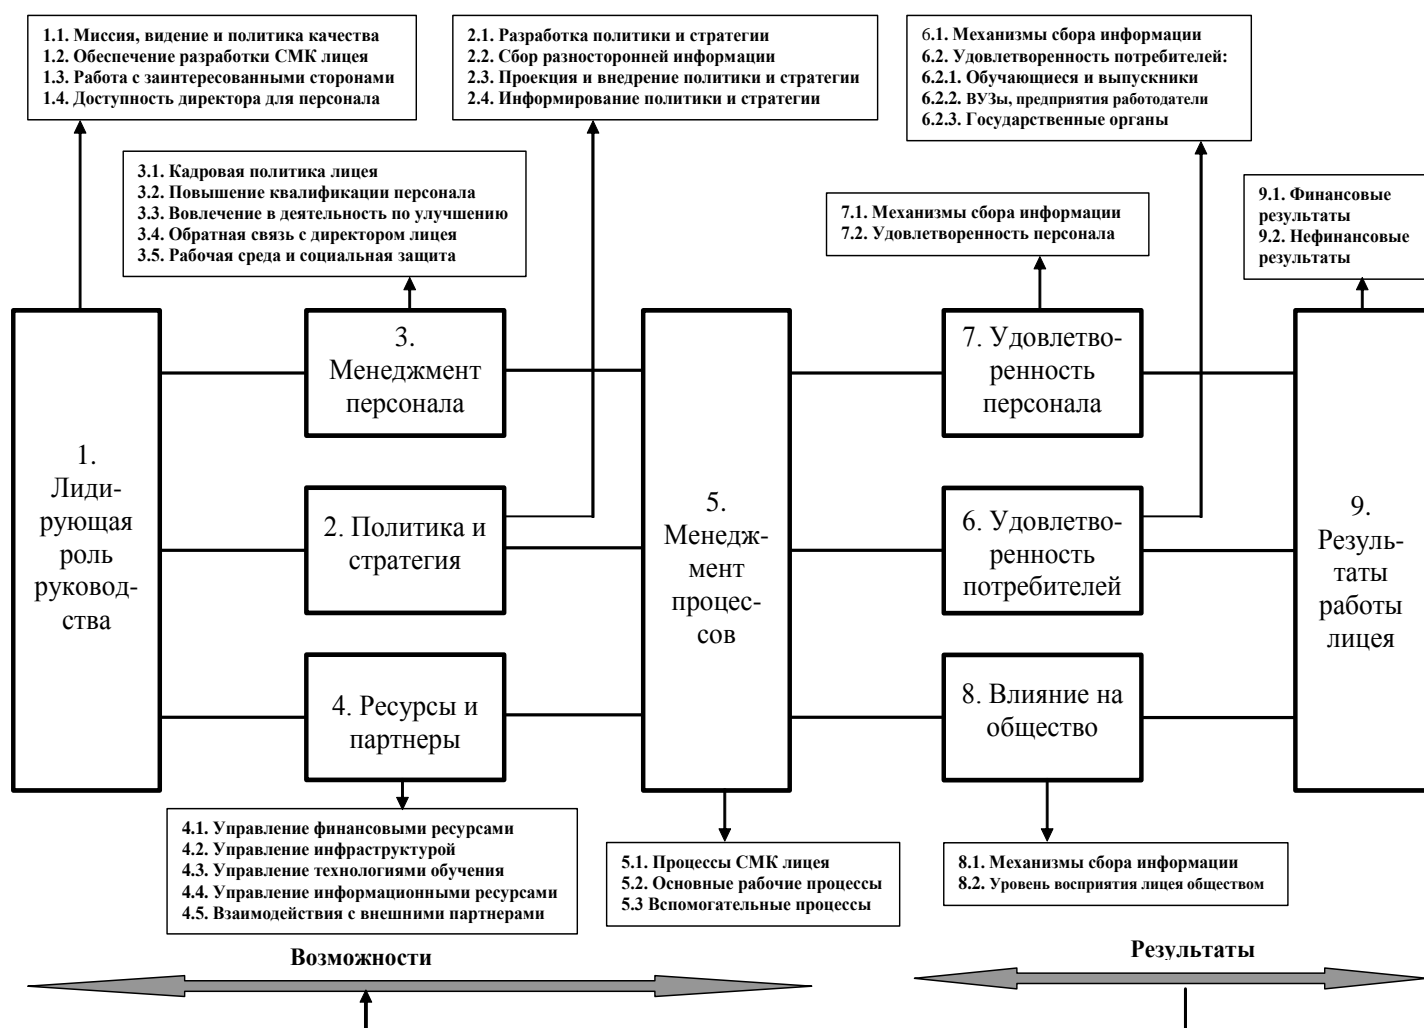 1.1. Миссия, видение и политика качества
1.2. Обеспечение разработки СМК лицея
1.3. Работа с заинтересованными сторонами
1.4. Доступность директора для персонала
2.1. Разработка политики и стратегии
2.2. Сбор разносторонней информации
2.3. Проекция и внедрение политики и стратегии
2.4. Информирование политики и стратегии
6.1. Механизмы сбора информации
6.2. Удовлетворенность потребителей:
6.2.1. Обучающиеся и выпускники
6.2.2. ВУЗы, предприятия работодатели
6.2.3. Государственные органы
3.1. Кадровая политика лицея
3.2. Повышение квалификации персонала
3.3. Вовлечение в деятельность по улучшению
3.4. Обратная связь с директором лицея
3.5. Рабочая среда и социальная защита
7.1. Механизмы сбора информации
7.2. Удовлетворенность персонала
9.1. Финансовые
результаты
9.2. Нефинансовые
результаты
1.
Лиди-
рующая
роль
руковод-
ства
3.
Менеджмент
персонала
2. Политика и
стратегия
4. Ресурсы и
партнеры
5.
Менедж-
мент
процес-
сов
7. Удовлетво-
ренность
персонала
6. Удовлетво-
ренность
потребителей
8. Влияние на
общество
9.
Резуль-
таты
работы
лицея
4.1. Управление финансовыми ресурсами
4.2. Управление инфраструктурой
4.3. Управление технологиями обучения
4.4. Управление информационными ресурсами
4.5. Взаимодействия с внешними партнерами
5.1. Процессы СМК лицея
5.2. Основные рабочие процессы
5.3 Вспомогательные процессы
8.1. Механизмы сбора информации
8.2. Уровень восприятия лицея обществом
Возможности
Результаты